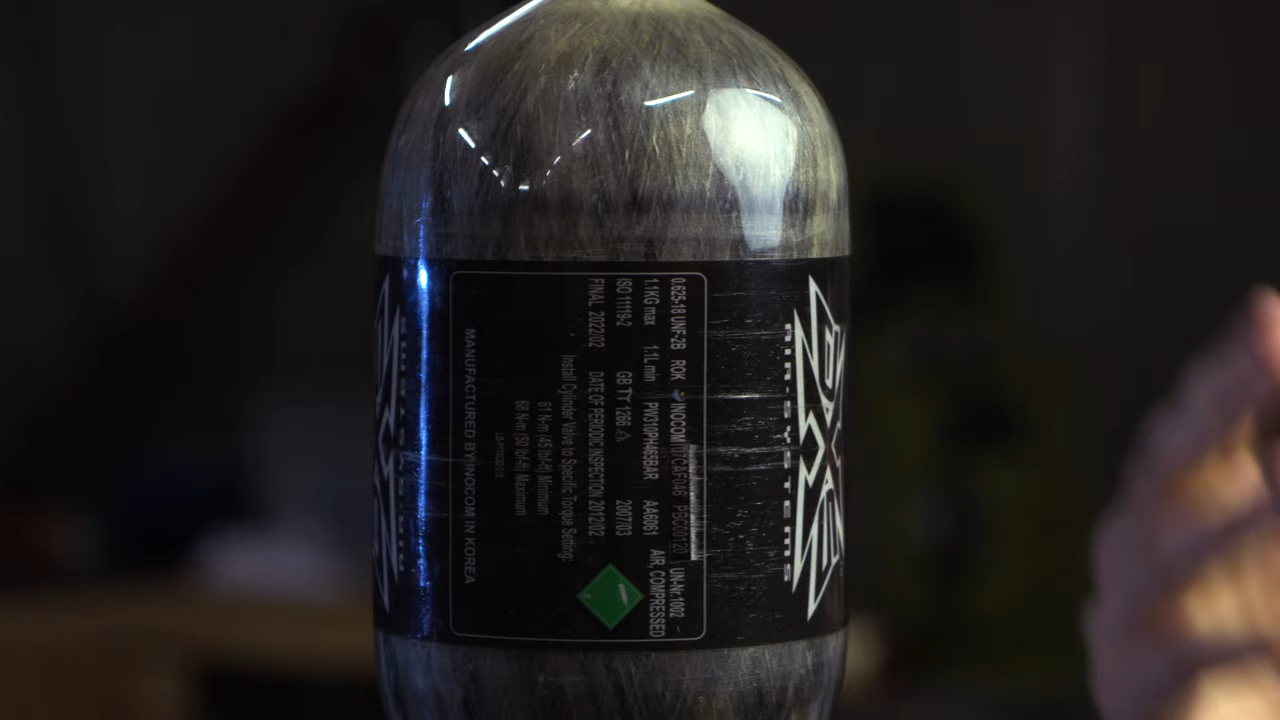 0.625-18 UNF-2B ROK INOCOM PBC00120 UN-Nr.1002
1.1KG max 1.1L min PW310PH465BAR AA6061 AIR, COMPRESSED
ISO 11119-2 GB TY 1266 2007/03
FINAL 2022/02 DATE OF PERIODIC INSPECTION 2012/02
Install Cylinder Valve to Specific Torque Setting:
61 N·m (45 lbf-ft) Minimum
68 N·m (50 lbf-ft) Maximum
MANUFACTURED BY INOCOM IN KOREA
AIR-SYSTEMS